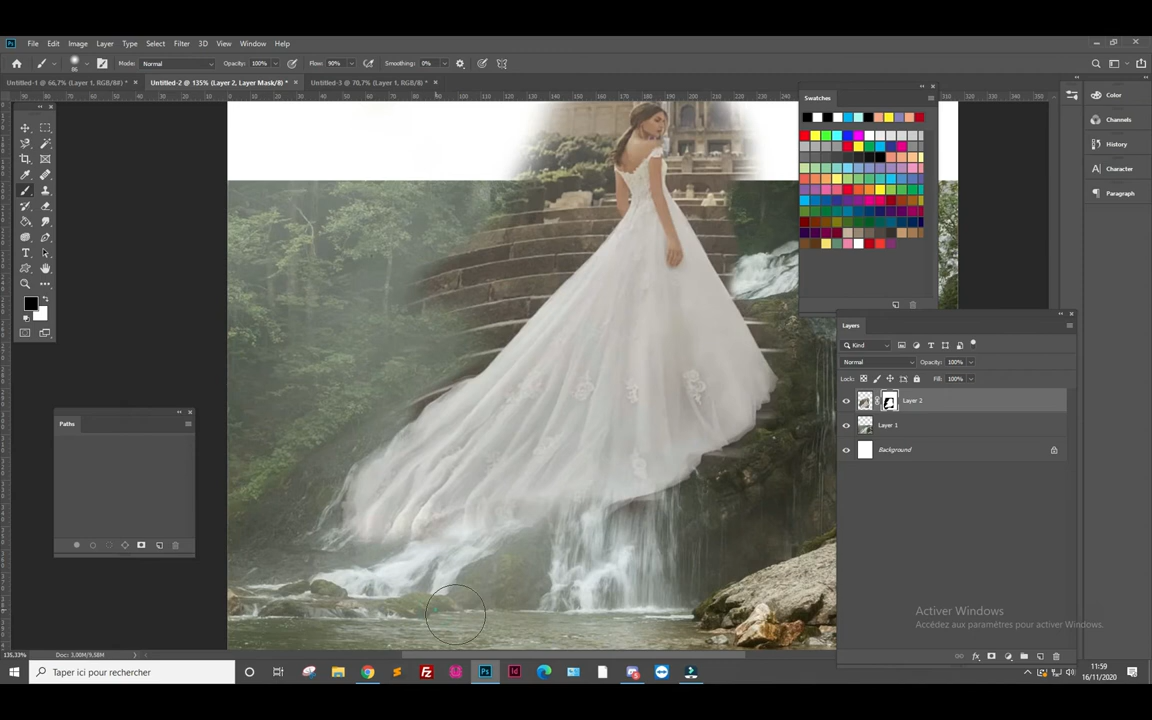 Ps File Edit Image Layer Type Select Filter 3D View Window Help
86 Mode: Normal Opacity: 100% Flow: 90% Smoothing: 0%
Untitled-1 @ 66,7% (Layer 1, RGB/8#) * × Untitled-2 @ 135% (Layer 2, Layer Mask/8) * × Untitled-3 @ 70,7% (Layer 1, RGB/8) * ×
Swatches
Color
Channels
History
Character
Paragraph
Layers
Kind
Normal Opacity: 100%
Lock: Fill: 100%
Layer 2
Layer 1
Background
Paths
Activer Windows
Accédez aux paramètres pour activer Windows.
135,33% Doc: 3,00M/9,58M
Taper ici pour rechercher
11:59
16/11/2020